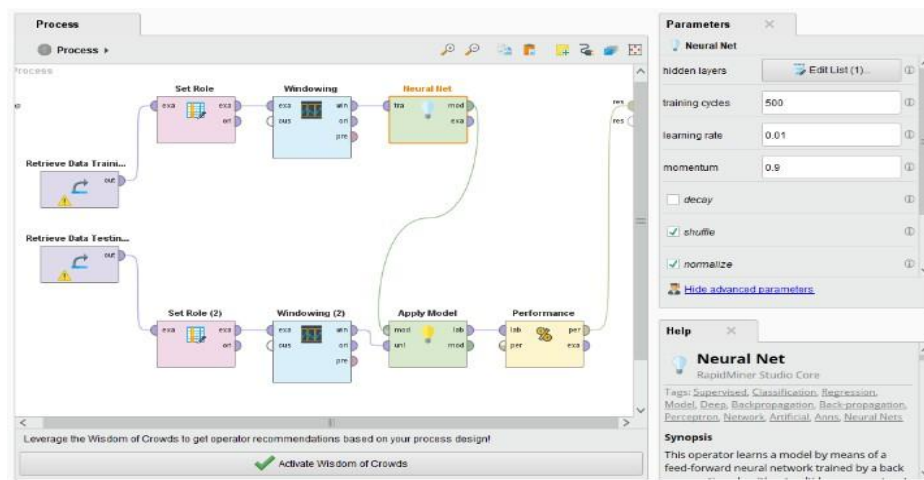 Process
Process
Process
Set Role
exa
exa
ori
Windowing
exa
win
ous
ori
pre
Neural Net
tra
mod
exa
res
res
Retrieve Data Traini...
out
Retrieve Data Testin...
out
Set Role (2)
exa
exa
ori
Windowing (2)
exa
win
ous
ori
pre
Apply Model
mod
lab
unl
mod
Performance
lab
per
per
exa
Leverage the Wisdom of Crowds to get operator recommendations based on your process design!
Activate Wisdom of Crowds
Parameters
Neural Net
hidden layers
Edit List (1)...
training cycles
500
learning rate
0.01
momentum
0.9
decay
shuffle
normalize
Hide advanced parameters
Help
Neural Net
RapidMiner Studio Core
Tags: Supervised, Classification, Regression,
Model, Deep, Backpropagation, Back-propagation,
Perceptron, Network, Artificial, Anns, Neural Nets
Synopsis
This operator learns a model by means of a
feed-forward neural network trained by a back